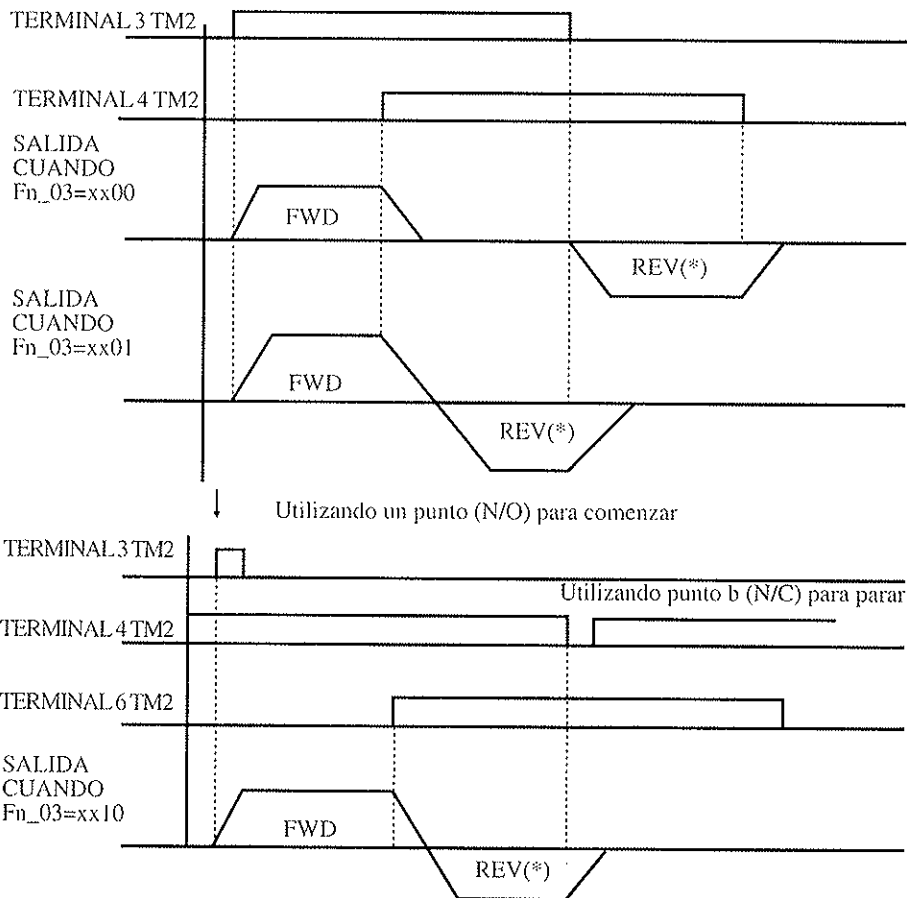 TERMINAL 3 TM2
TERMINAL 4 TM2
SALIDA
CUANDO
Fn_03=xx00
FWD
REV(*)
SALIDA
CUANDO
Fn_03=xx01
FWD
REV(*)
Utilizando un punto (N/O) para comenzar
TERMINAL 3 TM2
Utilizando punto b (N/C) para parar
TERMINAL 4 TM2
TERMINAL 6 TM2
SALIDA
CUANDO
Fn_03=xx10
FWD
REV(*)